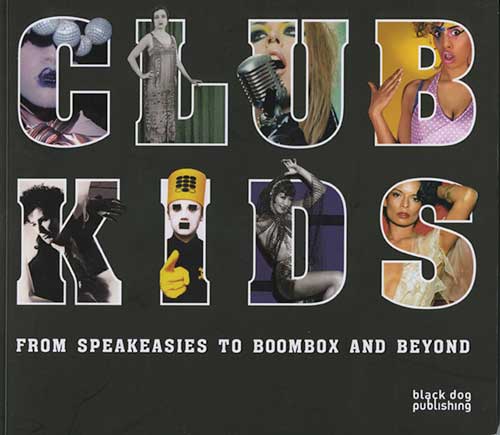 CLUB
KIDS
FROM SPEAKEASIES TO BOOMBOX AND BEYOND
black dog
publishing